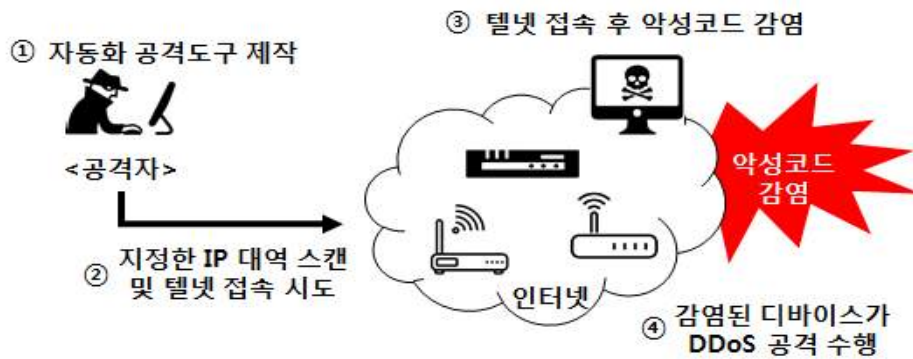 ① 자동화 공격도구 제작
<공격자>
② 지정한 IP 대역 스캔
및 텔넷 접속 시도
③ 텔넷 접속 후 악성코드 감염
악성코드
감염
인터넷
④ 감염된 디바이스가
DDoS 공격 수행